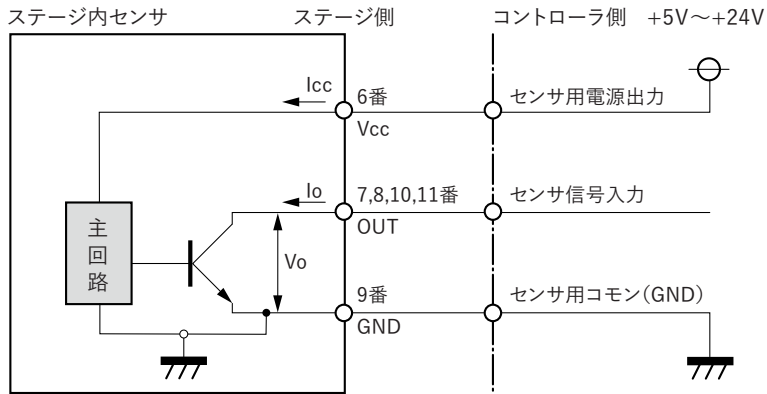 ステージ内センサ
ステージ側
コントローラ側 +5V～+24V
Icc
6番
Vcc
センサ用電源出力
Io
7,8,10,11番
OUT
センサ信号入力
主回路
Vo
9番
GND
センサ用コモン(GND)